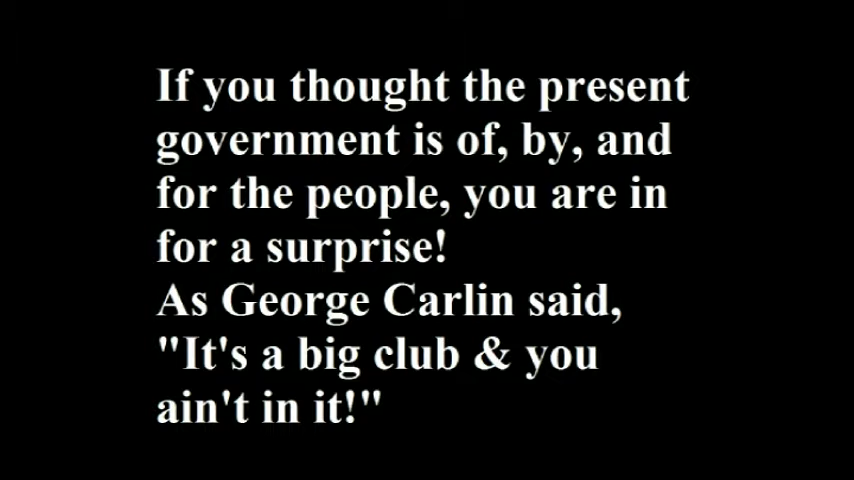 If you thought the present
government is of, by, and
for the people, you are in
for a surprise!
As George Carlin said,
"It's a big club & you
ain't in it!"